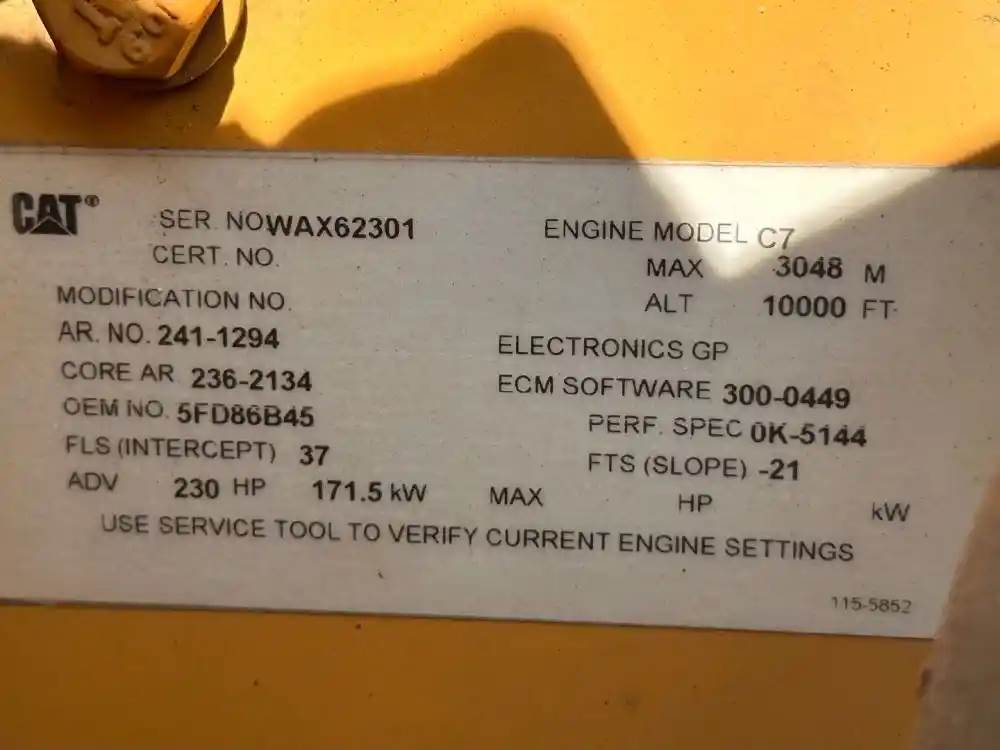 CAT®
SER. NO WAX62301
CERT. NO.
MODIFICATION NO.
AR. NO. 241-1294
CORE AR 236-2134
OEM NO. 5FD86B45
FLS (INTERCEPT) 37
ADV 230 HP 171.5 kW
ENGINE MODEL C7
MAX 3048 M
ALT 10000 FT
ELECTRONICS GP
ECM SOFTWARE 300-0449
PERF. SPEC 0K-5144
FTS (SLOPE) -21
MAX HP kW
USE SERVICE TOOL TO VERIFY CURRENT ENGINE SETTINGS
115-5852